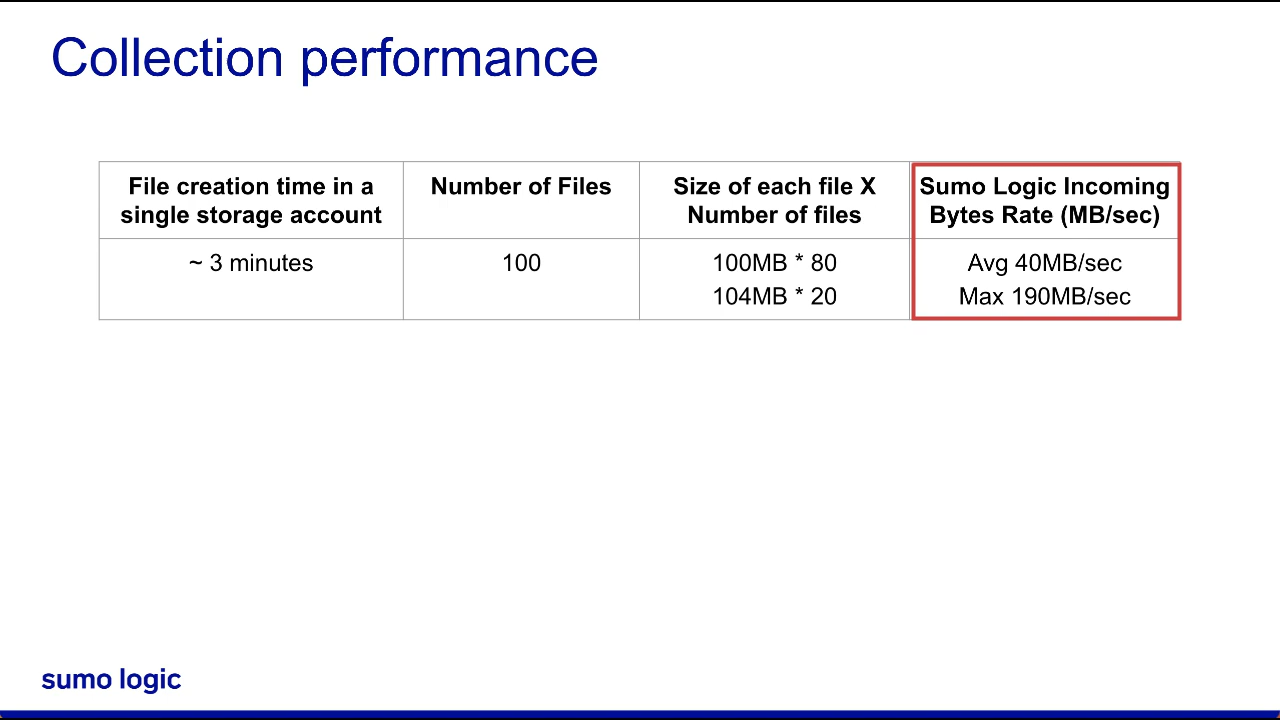 Collection performance
File creation time in a
single storage account
Number of Files
Size of each file X
Number of files
Sumo Logic Incoming
Bytes Rate (MB/sec)
~ 3 minutes
100
100MB * 80
104MB * 20
Avg 40MB/sec
Max 190MB/sec
sumo logic